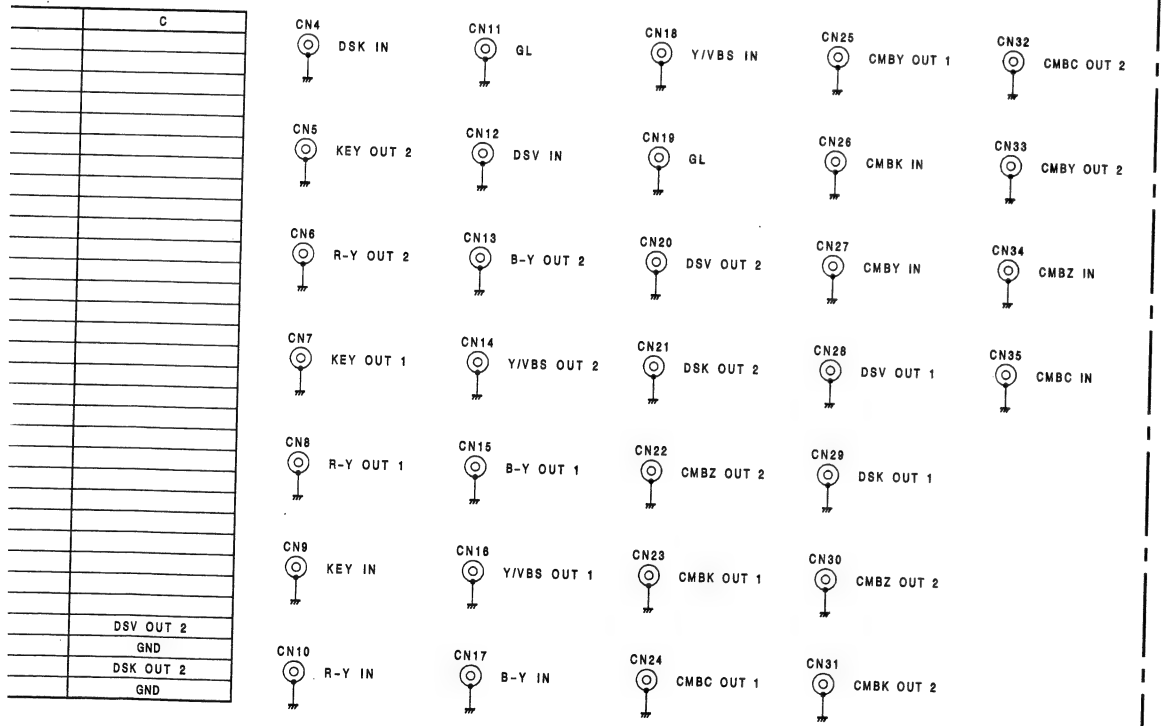 C
DSV OUT 2
GND
DSK OUT 2
GND
CN4
DSK IN
CN5
KEY OUT 2
CN6
R-Y OUT 2
CN7
KEY OUT 1
CN8
R-Y OUT 1
CN9
KEY IN
CN10
R-Y IN
CN11
GL
CN12
DSV IN
CN13
B-Y OUT 2
CN14
Y/VBS OUT 2
CN15
B-Y OUT 1
CN16
Y/VBS OUT 1
CN17
B-Y IN
CN18
Y/VBS IN
CN19
GL
CN20
DSV OUT 2
CN21
DSK OUT 2
CN22
CMBZ OUT 2
CN23
CMBK OUT 1
CN24
CMBC OUT 1
CN25
CMBY OUT 1
CN26
CMBK IN
CN27
CMBY IN
CN28
DSV OUT 1
CN29
DSK OUT 1
CN30
CMBZ OUT 2
CN31
CMBK OUT 2
CN32
CMBC OUT 2
CN33
CMBY OUT 2
CN34
CMBZ IN
CN35
CMBC IN